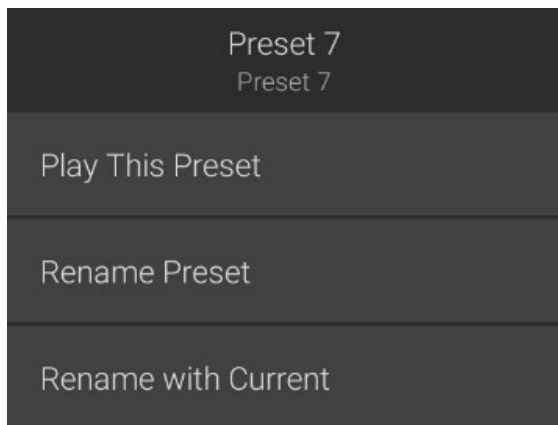 Preset 7
Preset 7
Play This Preset
Rename Preset
Rename with Current